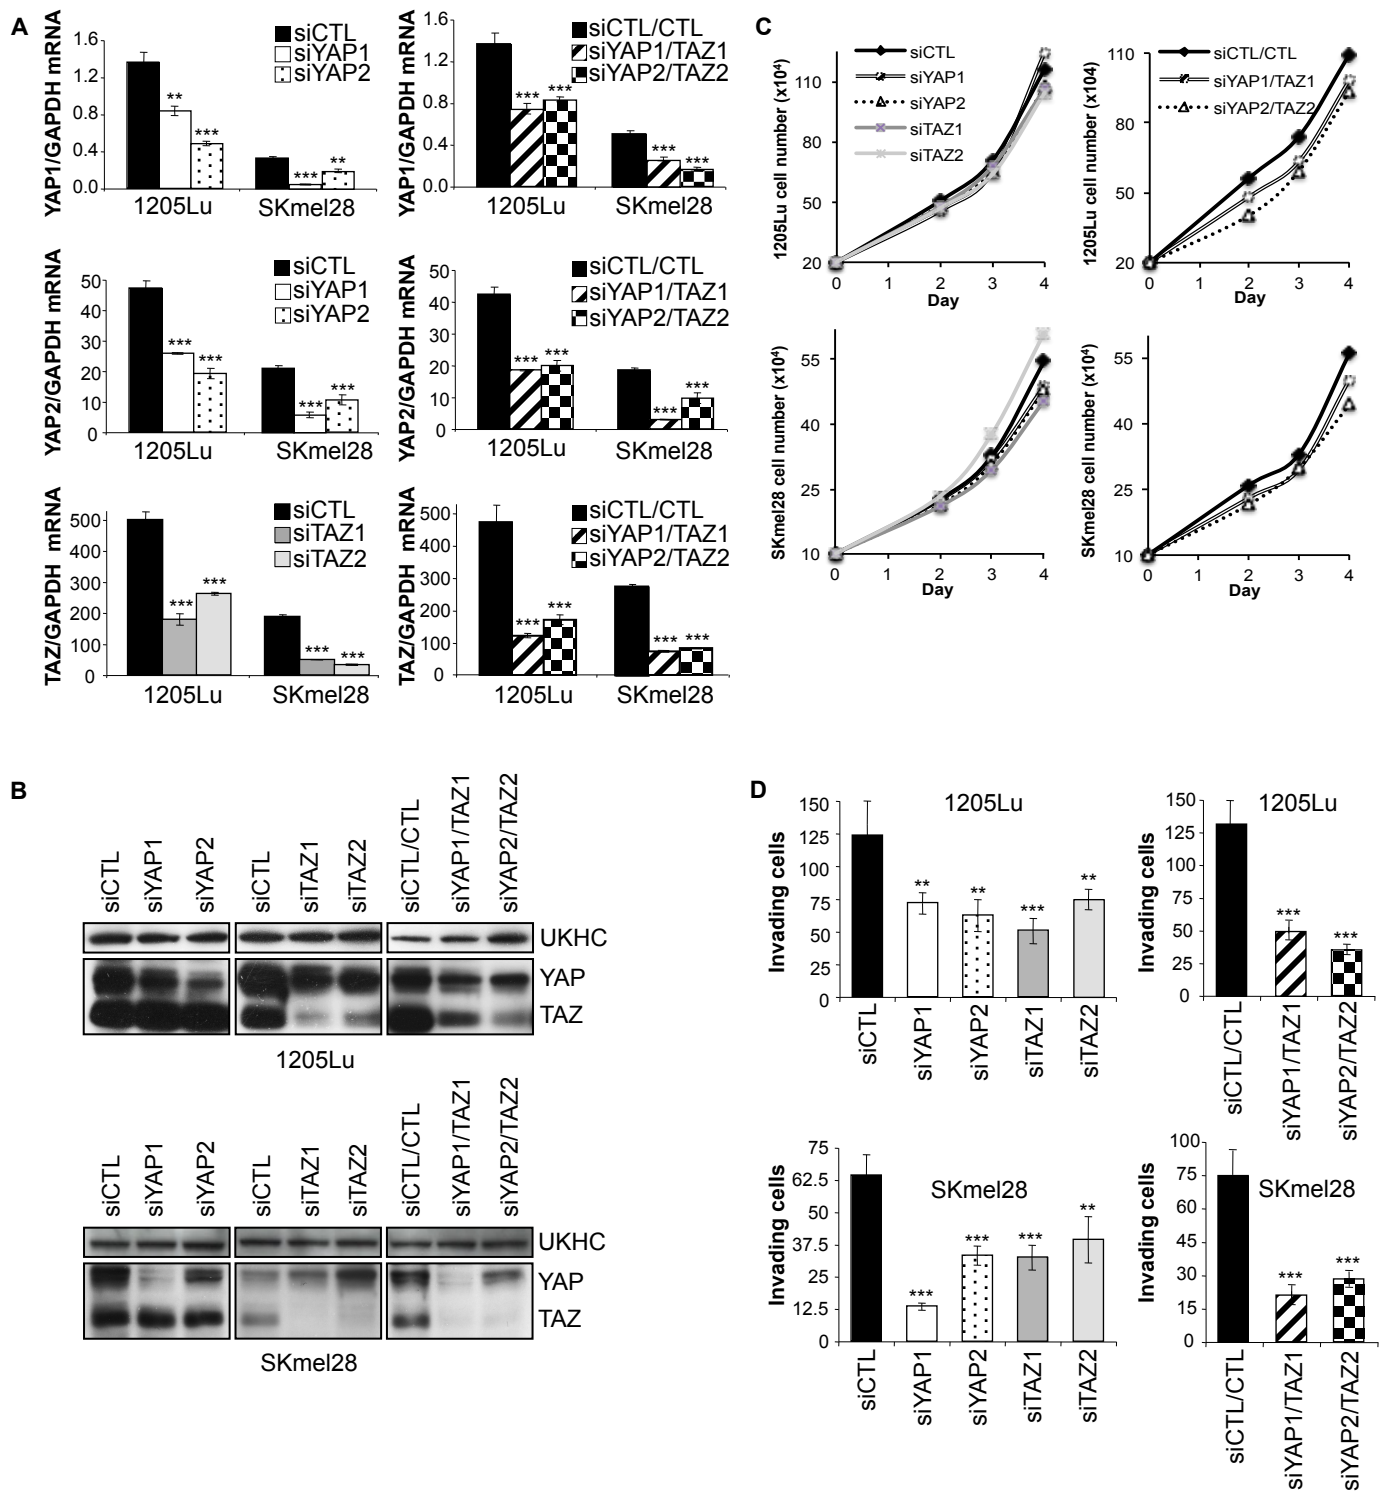 A
YAP1/GAPDH mRNA
1.6
1.2
0.8
0.4
0.0
siCTL
siYAP1
siYAP2
**
***
***
**
1205Lu
SKmel28
YAP1/GAPDH mRNA
1.6
1.2
0.8
0.4
0.0
siCTL/CTL
siYAP1/TAZ1
siYAP2/TAZ2
***
***
***
***
1205Lu
SKmel28
YAP2/GAPDH mRNA
50
40
30
20
10
0
siCTL
siYAP1
siYAP2
***
***
***
***
1205Lu
SKmel28
YAP2/GAPDH mRNA
50
40
30
20
10
0
siCTL/CTL
siYAP1/TAZ1
siYAP2/TAZ2
***
***
***
***
1205Lu
SKmel28
TAZ/GAPDH mRNA
500
400
300
200
100
0
siCTL
siTAZ1
siTAZ2
***
***
***
***
1205Lu
SKmel28
TAZ/GAPDH mRNA
500
400
300
200
100
0
siCTL/CTL
siYAP1/TAZ1
siYAP2/TAZ2
***
***
***
***
1205Lu
SKmel28
C
1205Lu cell number (x10⁴)
110
80
50
20
siCTL
siYAP1
siYAP2
siTAZ1
siTAZ2
0 1 2 3 4
Day
1205Lu cell number (x104)
110
80
50
20
siCTL/CTL
siYAP1/TAZ1
siYAP2/TAZ2
0 1 2 3 4
Day
SKmel28 cell number (x10⁴)
55
40
25
10
0 1 2 3 4
Day
SKmel28 cell number (x10⁴)
55
40
25
10
0 1 2 3 4
Day
B
siCTL
siYAP1
siYAP2
siCTL
siTAZ1
siTAZ2
siCTL/CTL
siYAP1/TAZ1
siYAP2/TAZ2
UKHC
YAP
TAZ
1205Lu
siCTL
siYAP1
siYAP2
siCTL
siTAZ1
siTAZ2
siCTL/CTL
siYAP1/TAZ1
siYAP2/TAZ2
UKHC
YAP
TAZ
SKmel28
D
1205Lu
Invading cells
150
125
100
75
50
25
0
**
**
***
**
siCTL
siYAP1
siYAP2
siTAZ1
siTAZ2
1205Lu
Invading cells
150
125
100
75
50
25
0
***
***
siCTL/CTL
siYAP1/TAZ1
siYAP2/TAZ2
SKmel28
Invading cells
75
62.5
50
37.5
25
12.5
0
***
***
***
**
siCTL
siYAP1
siYAP2
siTAZ1
siTAZ2
SKmel28
Invading cells
100
75
60
45
30
15
0
***
***
siCTL/CTL
siYAP1/TAZ1
siYAP2/TAZ2